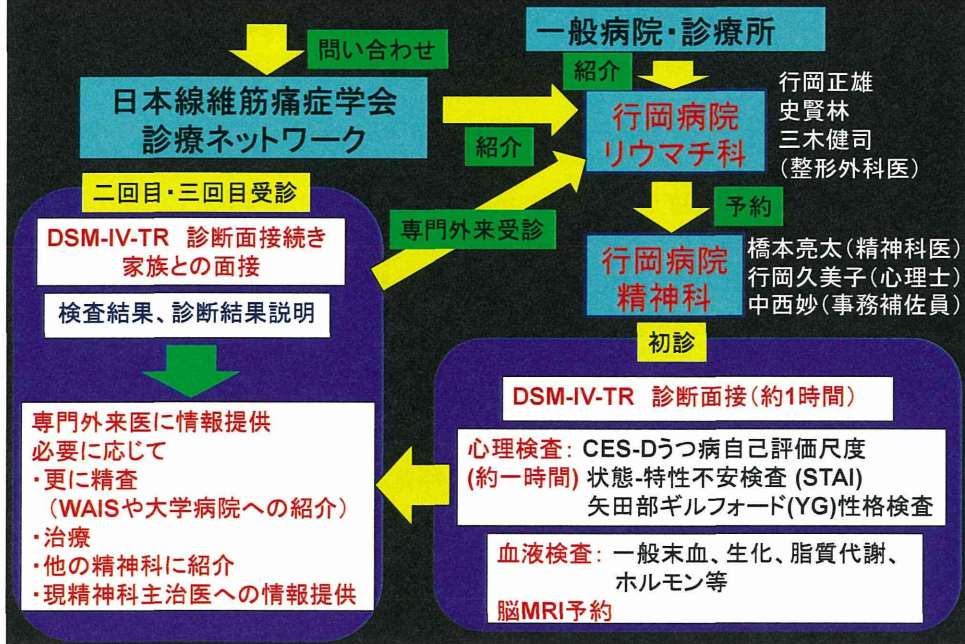 問い合わせ
一般病院・診療所
紹介
日本線維筋痛症学会
診療ネットワーク
紹介
行岡病院
リウマチ科
行岡正雄
史賢林
三木健司
(整形外科医)
予約
専門外来受診
行岡病院
精神科
橋本亮太(精神科医)
行岡久美子(心理士)
中西妙(事務補佐員)
初診
DSM-IV-TR 診断面接(約1時間)
心理検査: CES-Dうつ病自己評価尺度
(約一時間) 状態-特性不安検査 (STAI)
矢田部ギルフォード(YG)性格検査
血液検査: 一般末血、生化、脂質代謝、
ホルモン等
脳MRI予約
二回目・三回目受診
DSM-IV-TR 診断面接続き
家族との面接
検査結果、診断結果説明
専門外来医に情報提供
必要に応じて
・更に精査
(WAISや大学病院への紹介)
・治療
・他の精神科に紹介
・現精神科主治医への情報提供